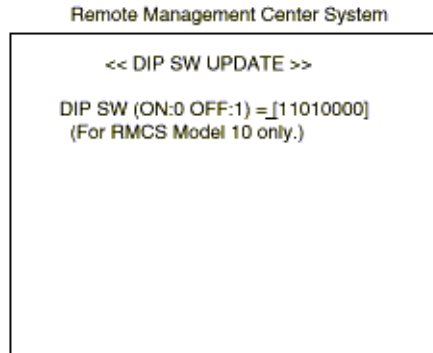 Remote Management Center System
<< DIP SW UPDATE >>
DIP SW (ON:0 OFF:1) =_[11010000]
(For RMCS Model 10 only.)